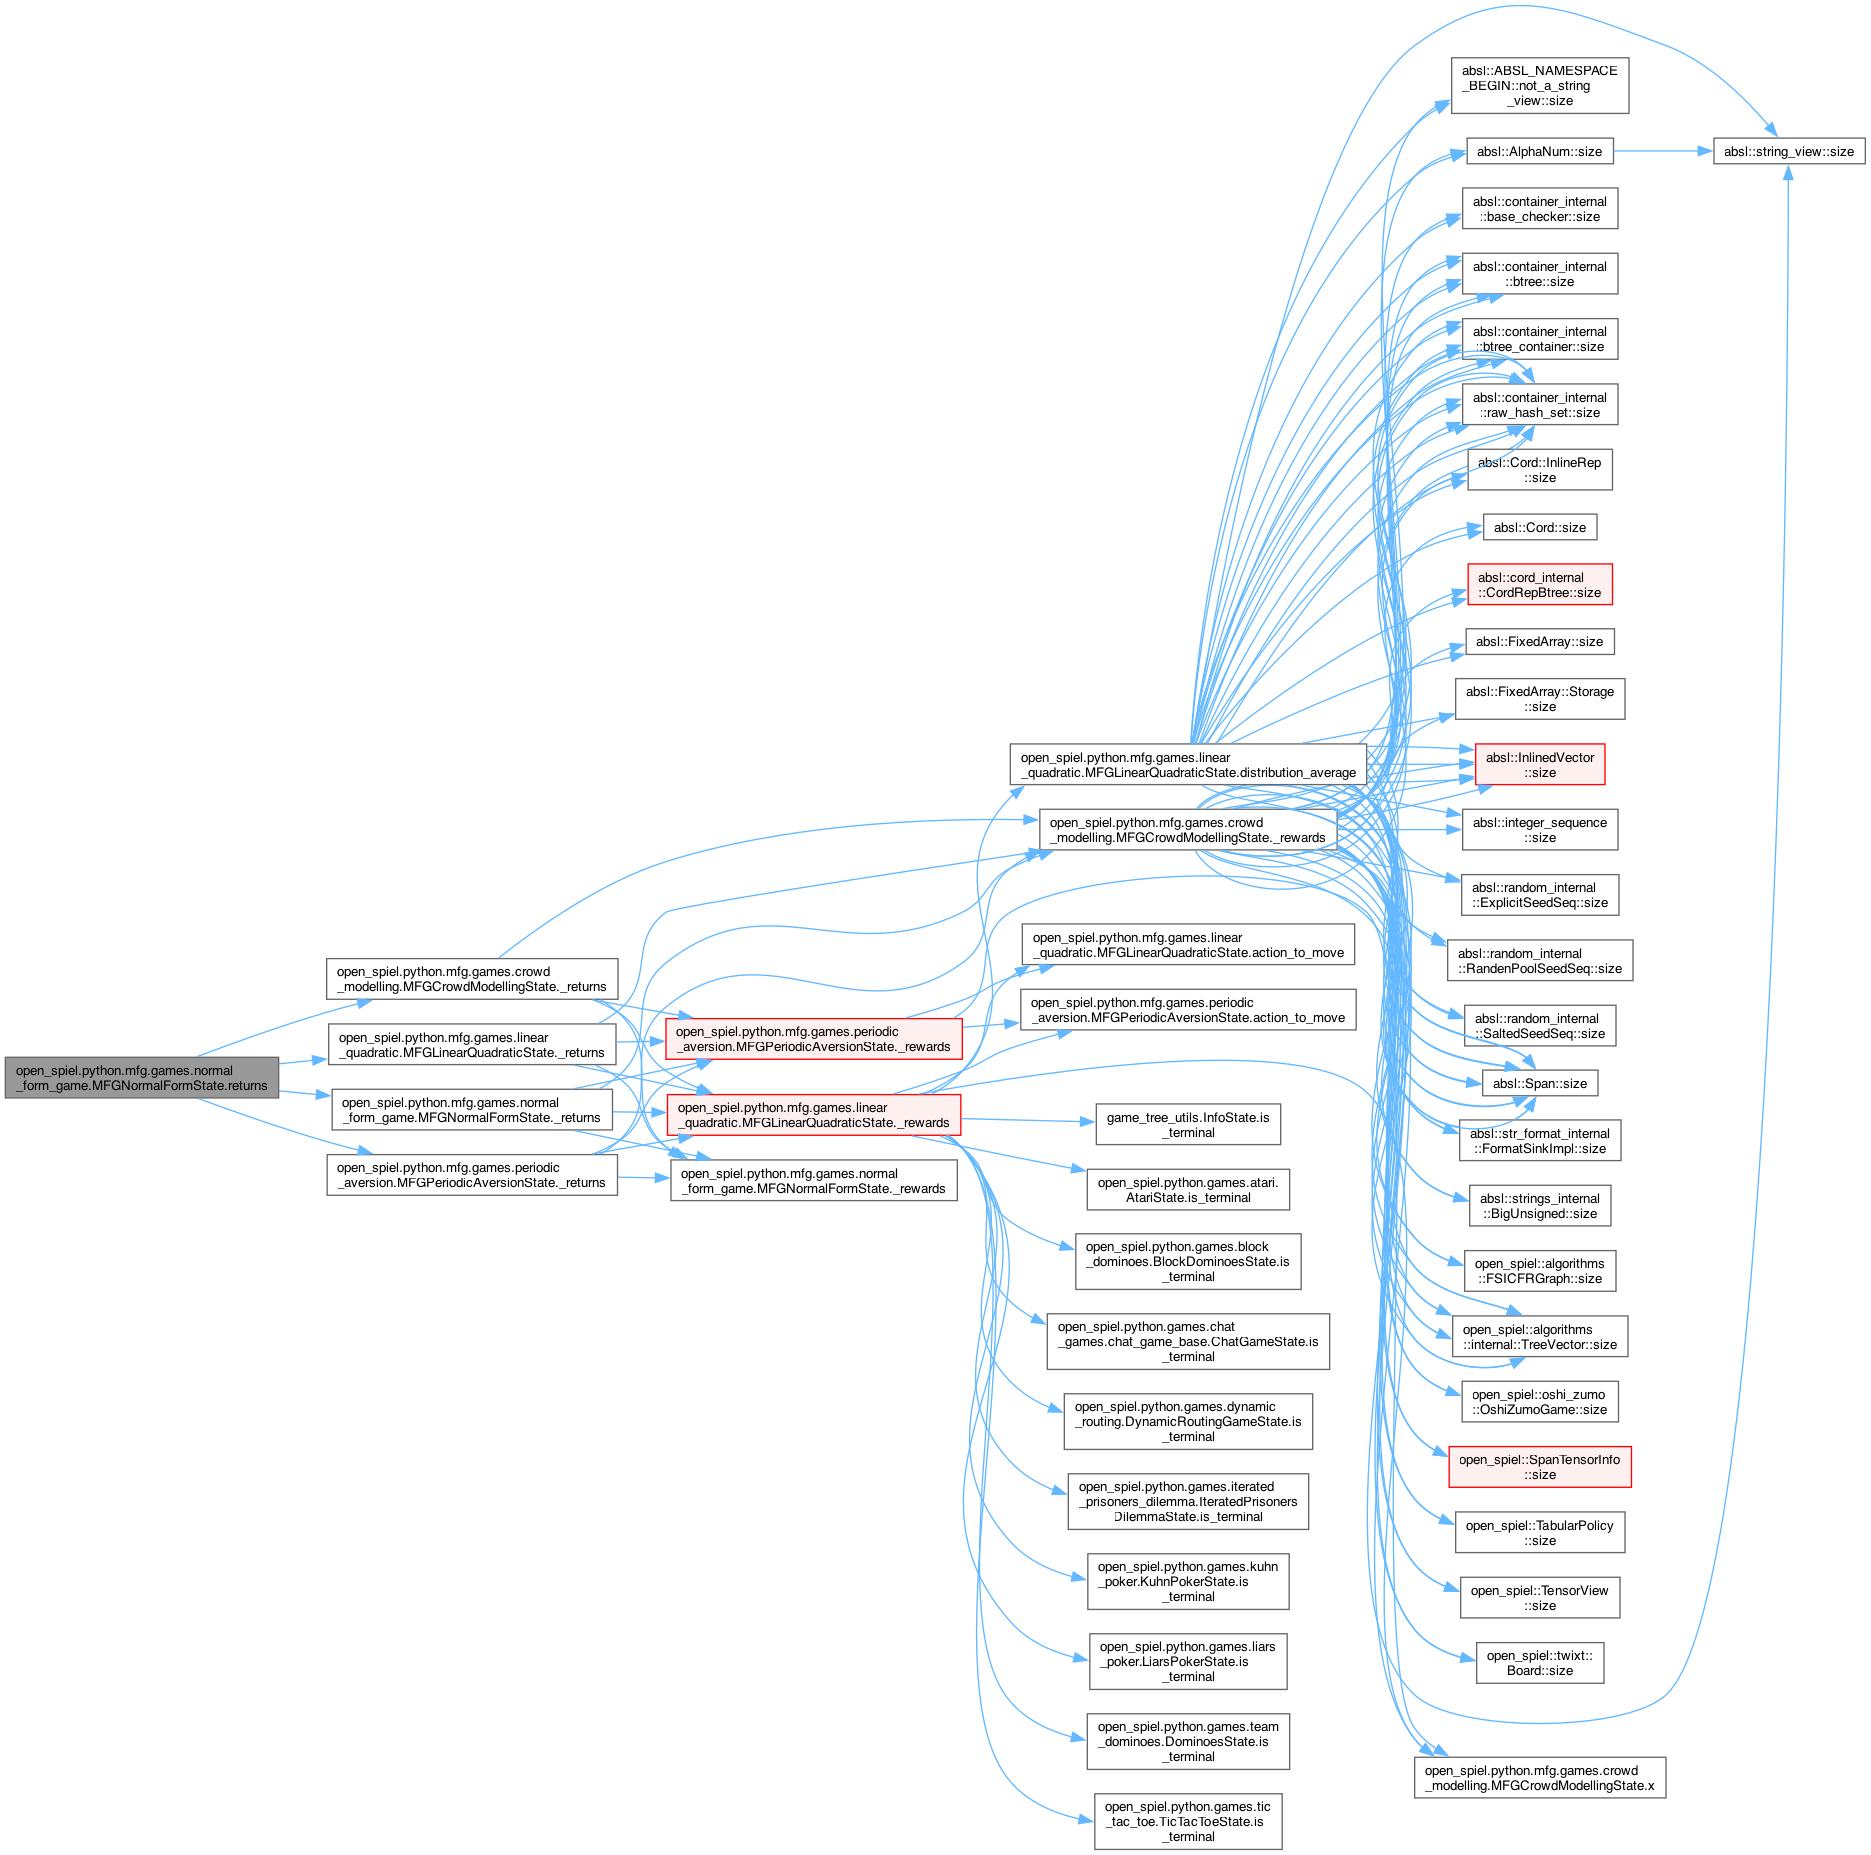 open_spiel.python.mfg.games.normal
_form_game.MFGNormalFormState.returns
open_spiel.python.mfg.games.crowd
_modelling.MFGCrowdModellingState._returns
open_spiel.python.mfg.games.linear
_quadratic.MFGLinearQuadraticState._returns
open_spiel.python.mfg.games.normal
_form_game.MFGNormalFormState._returns
open_spiel.python.mfg.games.periodic
_aversion.MFGPeriodicAversionState._returns
open_spiel.python.mfg.games.periodic
_aversion.MFGPeriodicAversionState._rewards
open_spiel.python.mfg.games.linear
_quadratic.MFGLinearQuadraticState._rewards
open_spiel.python.mfg.games.normal
_form_game.MFGNormalFormState._rewards
open_spiel.python.mfg.games.linear
_quadratic.MFGLinearQuadraticState.distribution_average
open_spiel.python.mfg.games.crowd
_modelling.MFGCrowdModellingState._rewards
open_spiel.python.mfg.games.linear
_quadratic.MFGLinearQuadraticState.action_to_move
open_spiel.python.mfg.games.periodic
_aversion.MFGPeriodicAversionState.action_to_move
game_tree_utils.InfoState.is
_terminal
open_spiel.python.games.atari.
AtariState.is_terminal
open_spiel.python.games.block
_dominoes.BlockDominoesState.is
_terminal
open_spiel.python.games.chat
_games.chat_game_base.ChatGameState.is
_terminal
open_spiel.python.games.dynamic
_routing.DynamicRoutingGameState.is
_terminal
open_spiel.python.games.iterated
_prisoners_dilemma.IteratedPrisoners
DilemmaState.is_terminal
open_spiel.python.games.kuhn
_poker.KuhnPokerState.is
_terminal
open_spiel.python.games.liars
_poker.LiarsPokerState.is
_terminal
open_spiel.python.games.team
_dominoes.DominoesState.is
_terminal
open_spiel.python.games.tic
_tac_toe.TicTacToeState.is
_terminal
absl::ABSL_NAMESPACE
_BEGIN::not_a_string
_view::size
absl::AlphaNum::size
absl::container_internal
::base_checker::size
absl::container_internal
::btree::size
absl::container_internal
::btree_container::size
absl::container_internal
::raw_hash_set::size
absl::Cord::InlineRep
::size
absl::Cord::size
absl::cord_internal
::CordRepBtree::size
absl::FixedArray::size
absl::FixedArray::Storage
::size
absl::InlinedVector
::size
absl::integer_sequence
::size
absl::random_internal
::ExplicitSeedSeq::size
absl::random_internal
::RandenPoolSeedSeq::size
absl::random_internal
::SaltedSeedSeq::size
absl::Span::size
absl::str_format_internal
::FormatSinkImpl::size
absl::strings_internal
::BigUnsigned::size
open_spiel::algorithms
::FSICFRGraph::size
open_spiel::algorithms
::internal::TreeVector::size
open_spiel::oshi_zumo
::OshiZumoGame::size
open_spiel::SpanTensorInfo
::size
open_spiel::TabularPolicy
::size
open_spiel::TensorView
::size
open_spiel::twixt::
Board::size
open_spiel.python.mfg.games.crowd
_modelling.MFGCrowdModellingState.x
absl::string_view::size